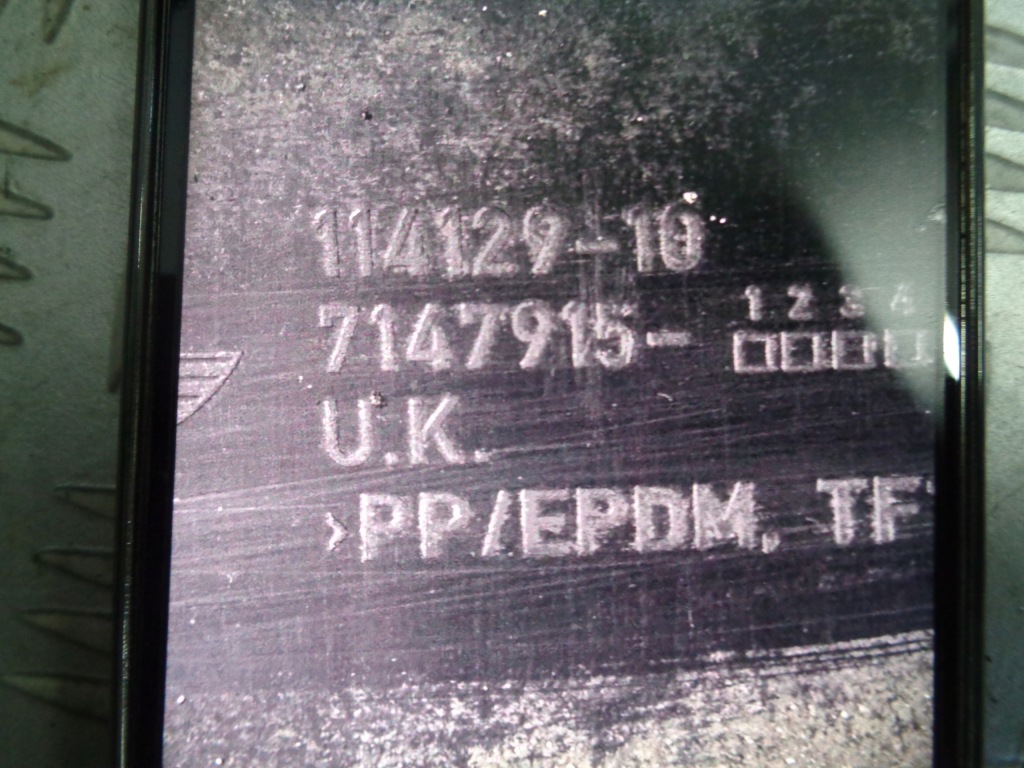 114129-10
7147915-
1 2 3 4
U.K.
>PP/EPDM, TF